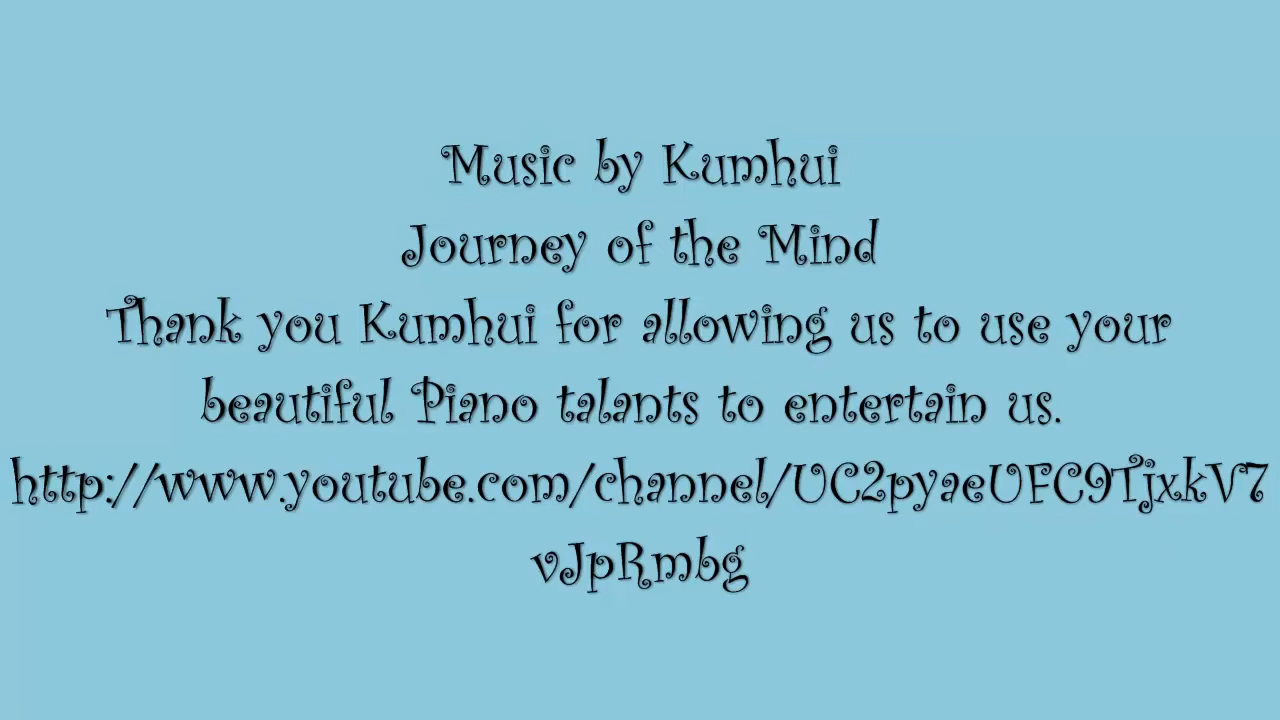 Music by Kumhui
Journey of the Mind
Thank you Kumhui for allowing us to use your
beautiful Piano talants to entertain us.
http://www.youtube.com/channel/UC2pyaeUFC9TjxkV7
vJpRmbg